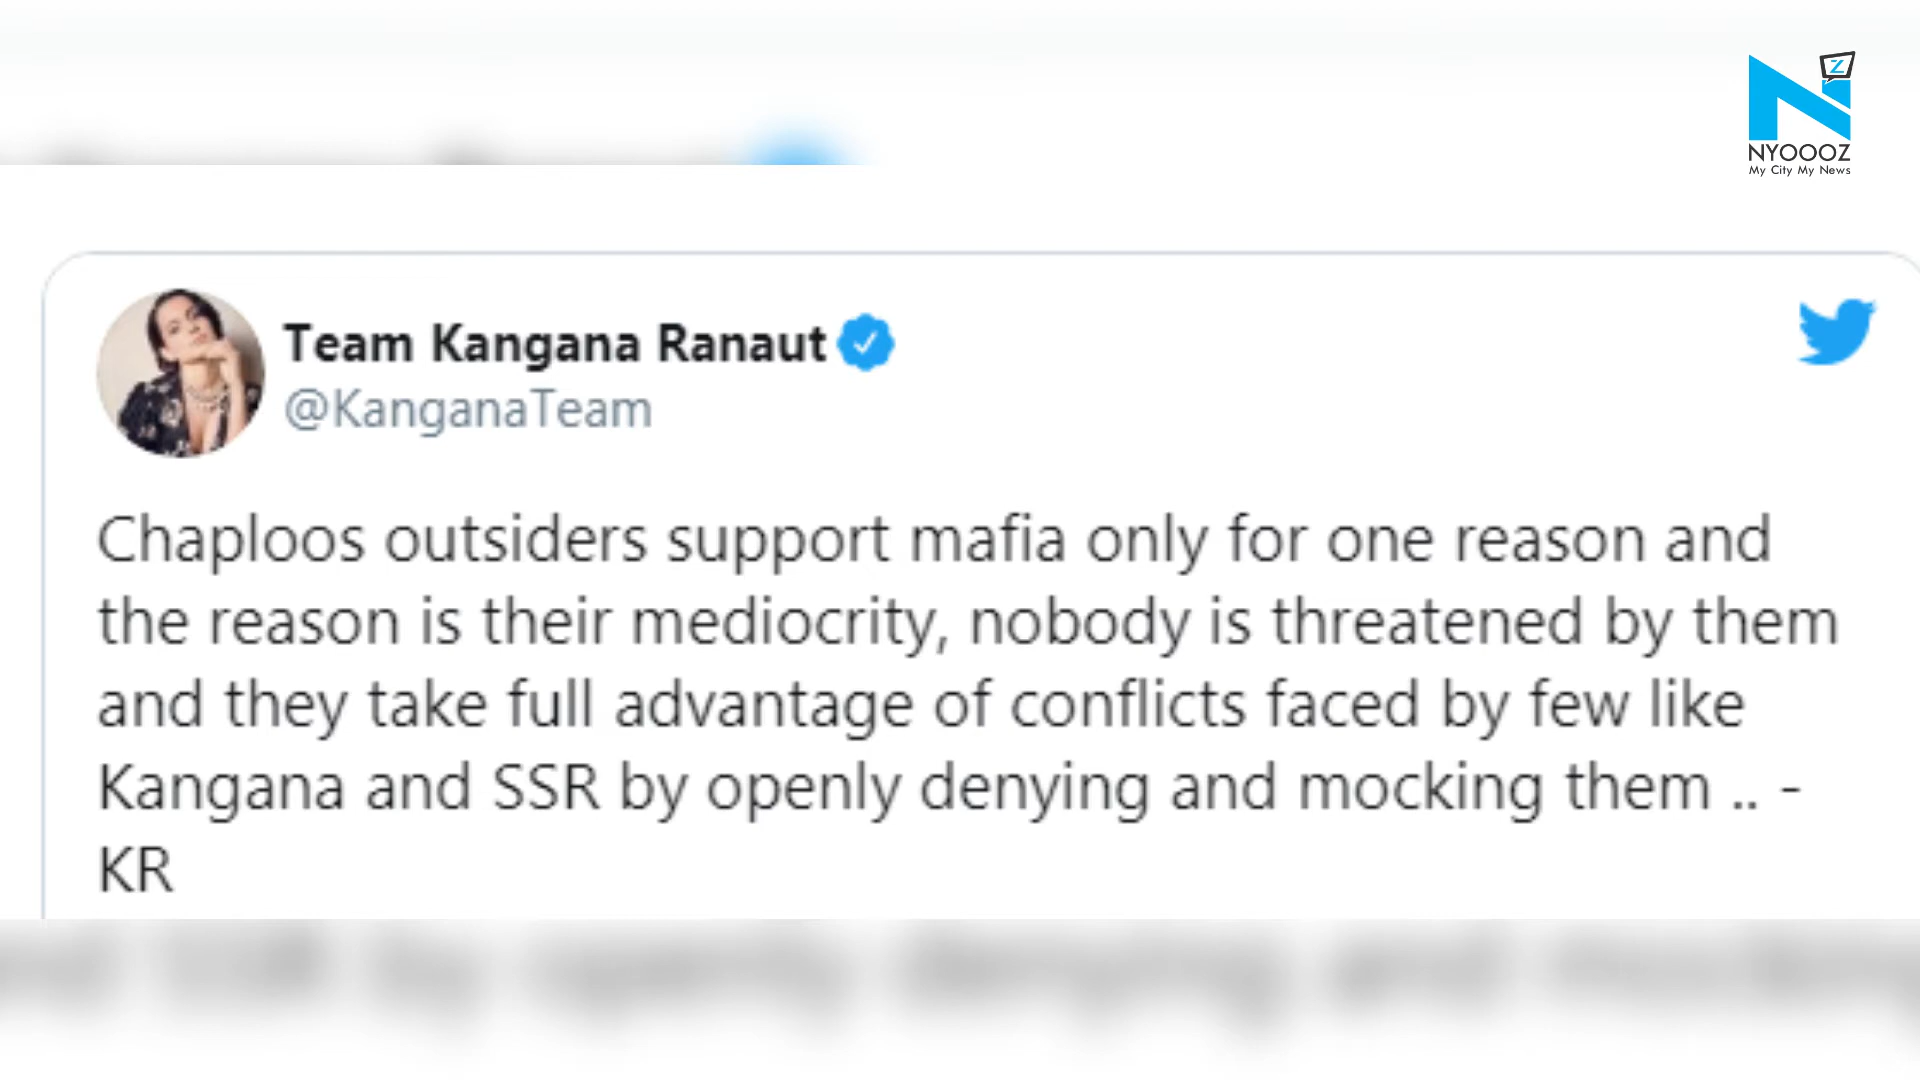 Z
NYOOOZ
My City My News
Team Kangana Ranaut
@KanganaTeam
Chaploos outsiders support mafia only for one reason and
the reason is their mediocrity, nobody is threatened by them
and they take full advantage of conflicts faced by few like
Kangana and SSR by openly denying and mocking them .. -
KR